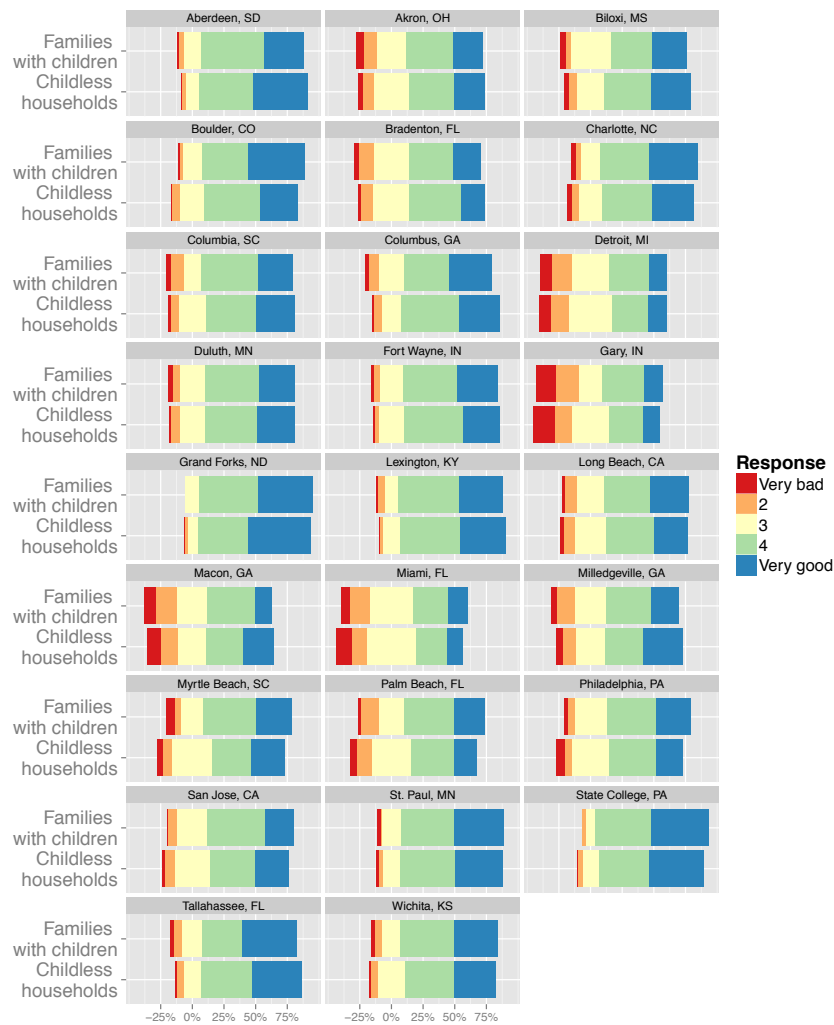 Aberdeen, SD
Akron, OH
Biloxi, MS
Families
with children
Childless
households
Boulder, CO
Bradenton, FL
Charlotte, NC
Families
with children
Childless
households
Columbia, SC
Columbus, GA
Detroit, MI
Families
with children
Childless
households
Duluth, MN
Fort Wayne, IN
Gary, IN
Families
with children
Childless
households
Grand Forks, ND
Lexington, KY
Long Beach, CA
Families
with children
Childless
households
Macon, GA
Miami, FL
Milledgeville, GA
Families
with children
Childless
households
Myrtle Beach, SC
Palm Beach, FL
Philadelphia, PA
Families
with children
Childless
households
San Jose, CA
St. Paul, MN
State College, PA
Families
with children
Childless
households
Tallahassee, FL
Wichita, KS
Families
with children
Childless
households
−25% 0% 25% 50% 75%
−25% 0% 25% 50% 75%
−25% 0% 25% 50% 75%
Response
Very bad
2
3
4
Very good